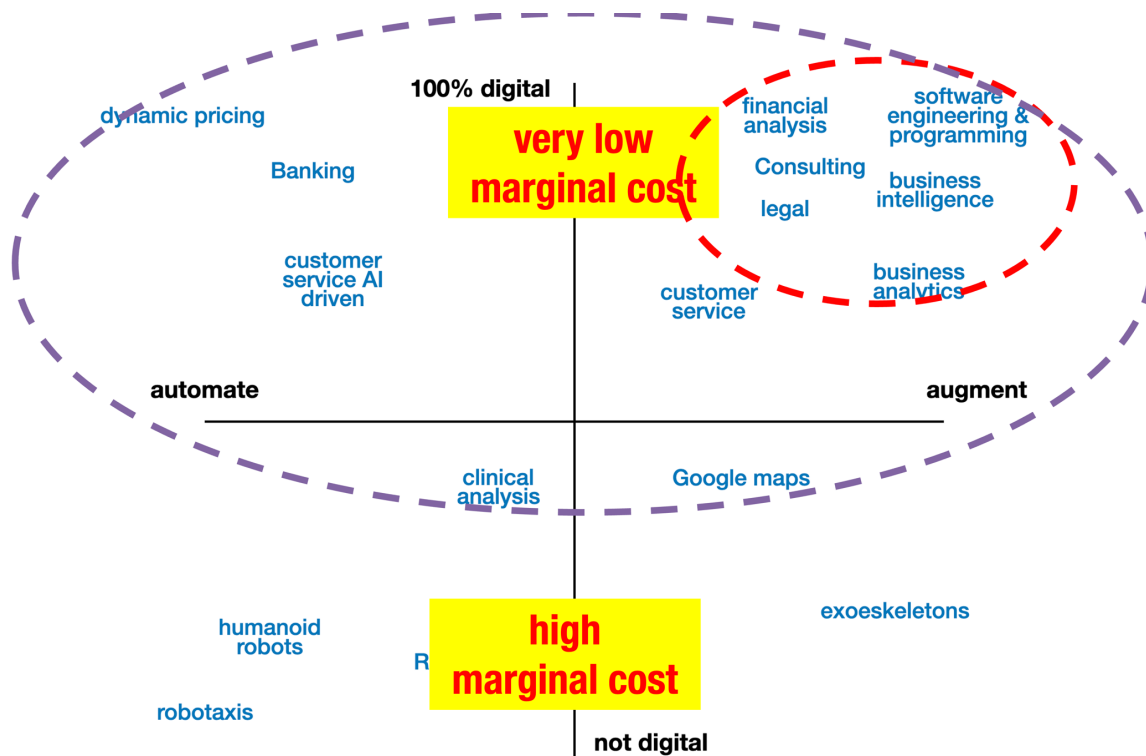 100% digital
dynamic pricing
very low
marginal cost
financial
analysis
software
engineering &
programming
Banking
Consulting
business
intelligence
legal
customer
service AI
driven
customer
service
business
analytics
automate
augment
clinical
analysis
Google maps
humanoid
robots
R
high
marginal cost
exoeskeletons
robotaxis
not digital